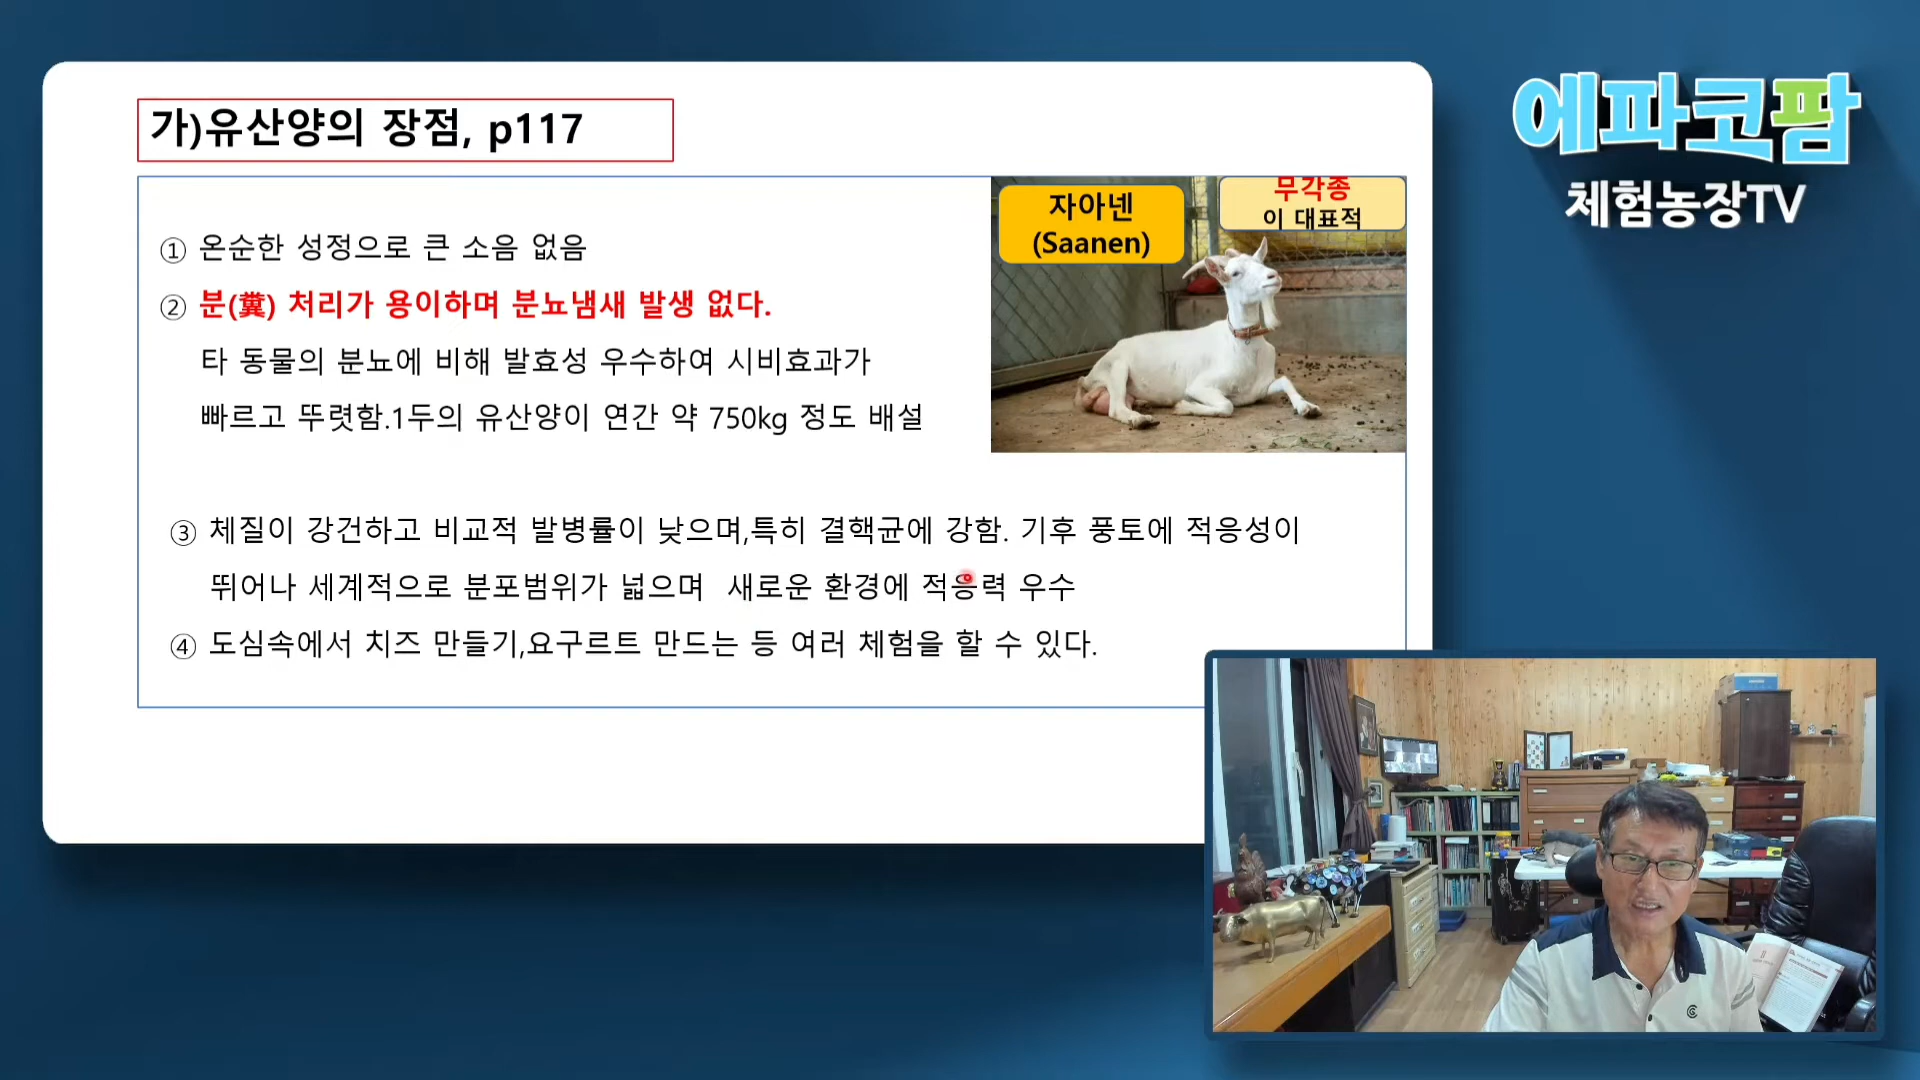 가)유산양의 장점, p117
에파코팜
체험농장TV
자아넨
(Saanen)
무각종
이 대표적
① 온순한 성정으로 큰 소음 없음
② 분(糞) 처리가 용이하며 분뇨냄새 발생 없다.
타 동물의 분뇨에 비해 발효성 우수하여 시비효과가
빠르고 뚜렷함.1두의 유산양이 연간 약 750kg 정도 배설
③ 체질이 강건하고 비교적 발병률이 낮으며,특히 결핵균에 강함. 기후 풍토에 적응성이
뛰어나 세계적으로 분포범위가 넓으며 새로운 환경에 적응력 우수
④ 도심속에서 치즈 만들기,요구르트 만드는 등 여러 체험을 할 수 있다.